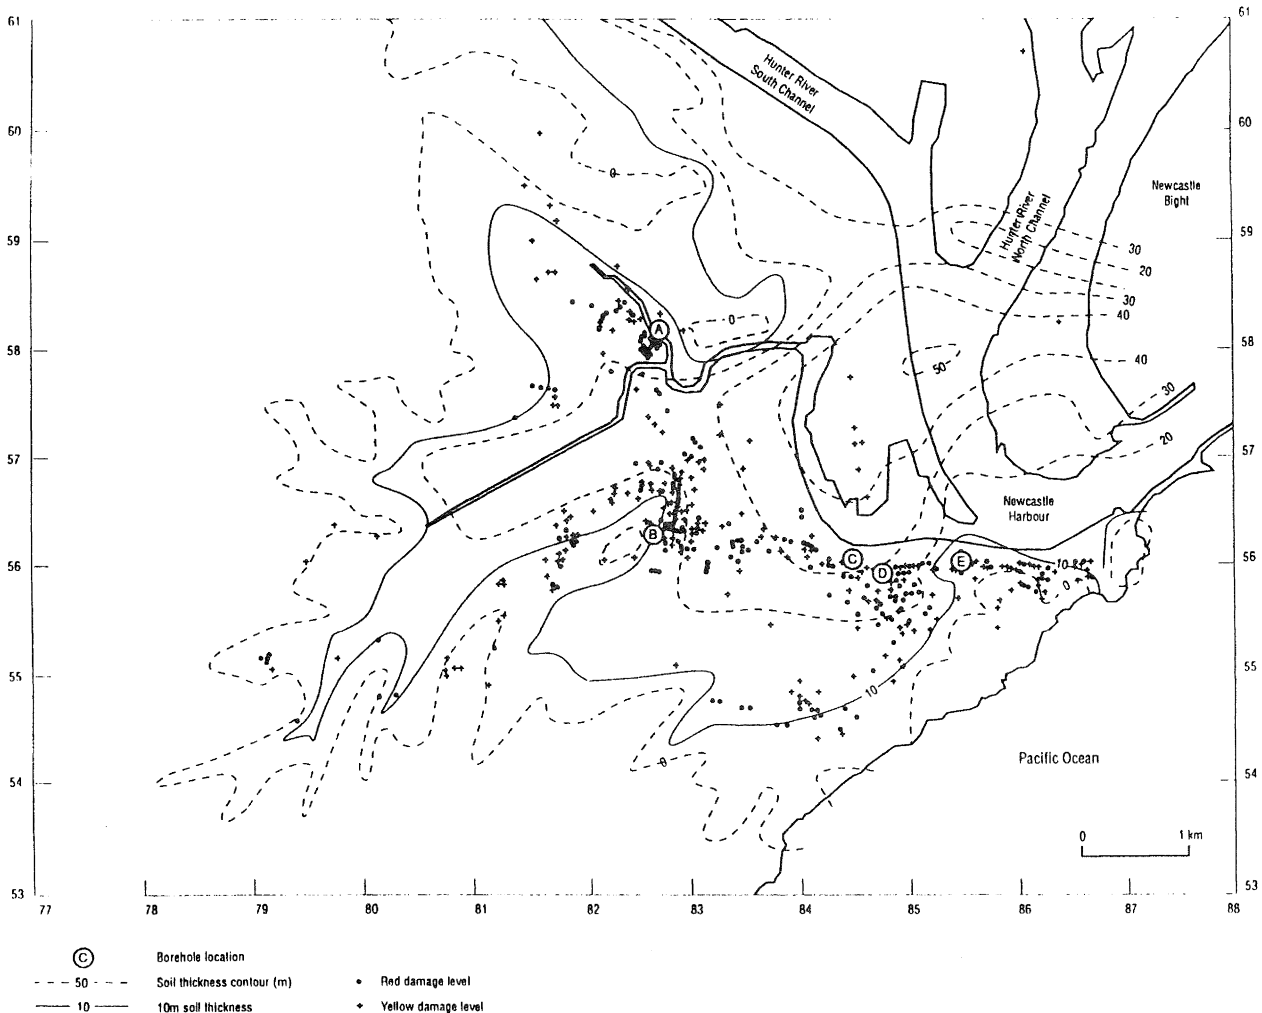 61
61
Hunter River
South Channel
60
60
0
Newcastle
Bight
Hunter River
North Channel
59
59
30
20
30
40
A
0
58
58
50
40
30
57
57
20
Newcastle
Harbour
B
C
D
E
56
56
10
0
55
55
10
Pacific Ocean
0
54
54
0
1 km
53
53
77
78
79
80
81
82
83
84
85
86
87
88
C
Borehole location
50
Soil thickness contour (m)
Red damage level
10
10m soil thickness
Yellow damage level